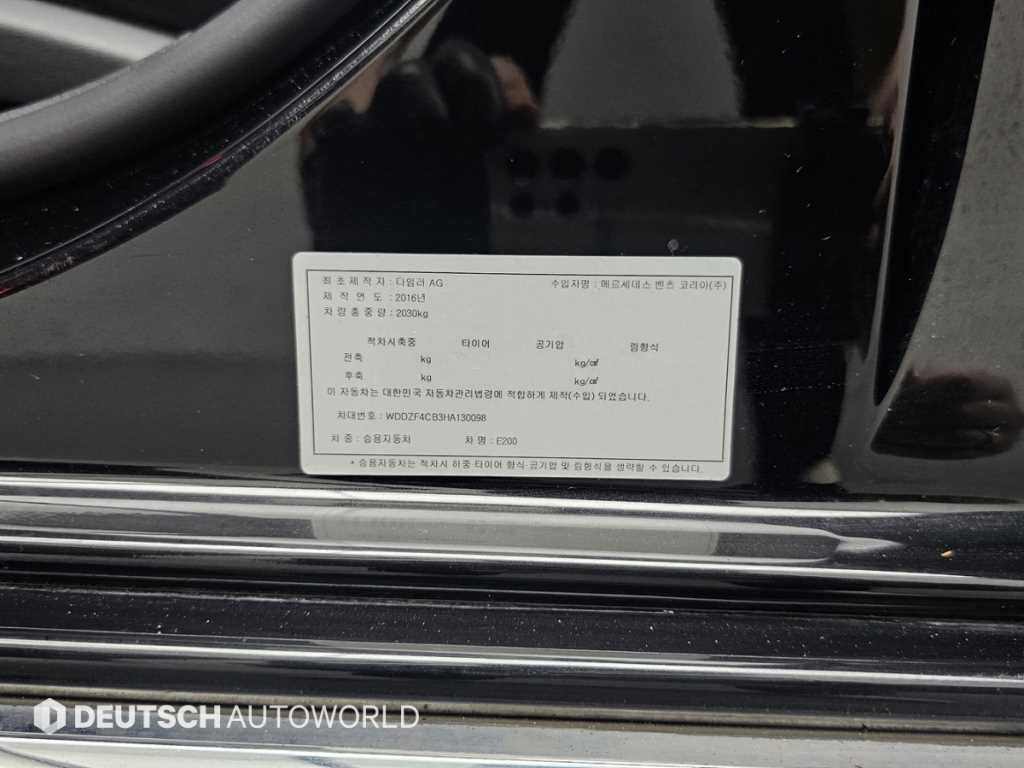 최초제작자 : 다임러 AG 수입자명 : 메르세데스 벤츠 코리아(주)
제 작 연 도 : 2016년
차량총중량 : 2030kg
적차시축중 타이어 공기압 림형식
전축 kg kg/㎠
후축 kg kg/㎠
이 자동차는 대한민국 자동차관리법령에 적합하게 제작(수입) 되었습니다.
차대번호 : WDDZF4CB3HA130098
차 종 : 승용자동차 차 명 : E200
* 승용자동차는 적차시 하중·타이어 형식·공기압 및 림형식을 생략할 수 있습니다.
DEUTSCH AUTOWORLD